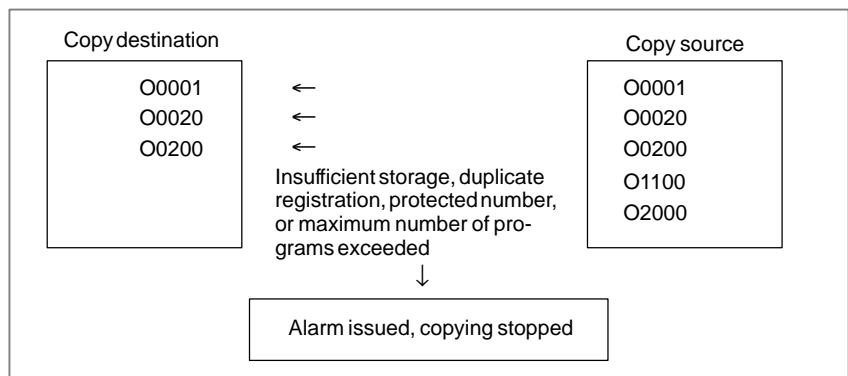 Copy destination
Copy source
O0001
←
O0001
O0020
←
O0020
O0200
←
O0200
O1100
O2000
Insufficient storage, duplicate
registration, protected number,
or maximum number of pro-
grams exceeded
↓
Alarm issued, copying stopped